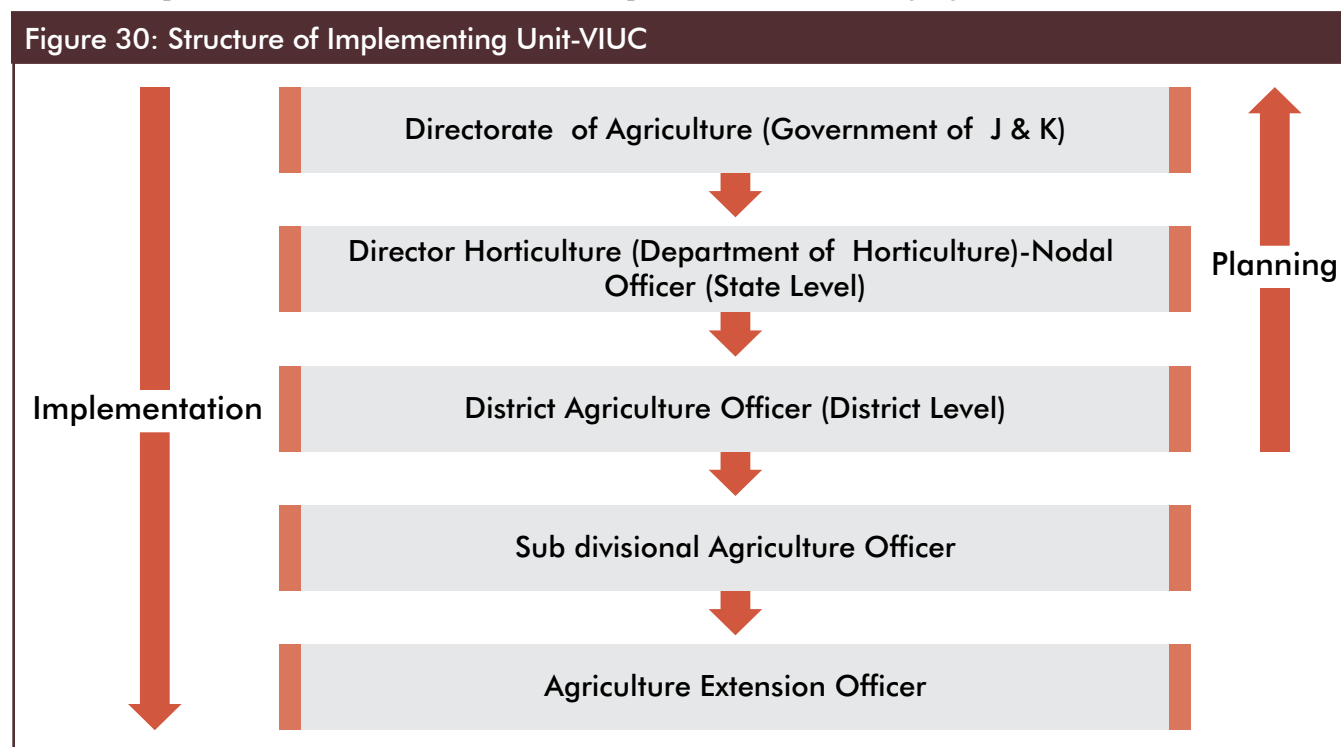 Figure 30: Structure of Implementing Unit-VIUC
Directorate of Agriculture (Government of J & K)
Director Horticulture (Department of Horticulture)-Nodal
Officer (State Level)
Planning
Implementation
District Agriculture Officer (District Level)
Sub divisional Agriculture Officer
Agriculture Extension Officer